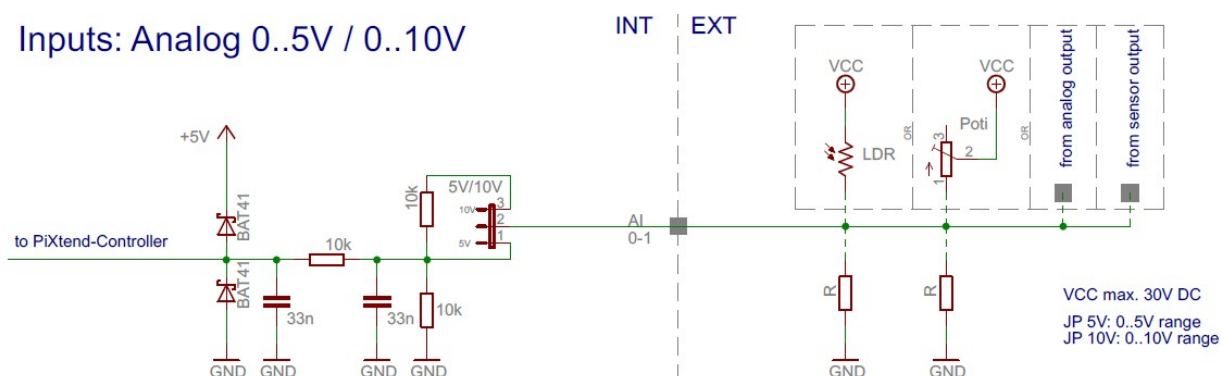 Inputs: Analog 0..5V / 0..10V
INT
EXT
+5V
BAT41
BAT41
to PiXtend-Controller
10k
33n
33n
10k
10k
5V/10V
10V
5V
3
2
1
AI
0-1
VCC
LDR
OR
VCC
Poti
3
2
1
OR
from analog output
from sensor output
R
R
GND
GND
GND
GND
GND
GND
VCC max. 30V DC
JP 5V: 0..5V range
JP 10V: 0..10V range